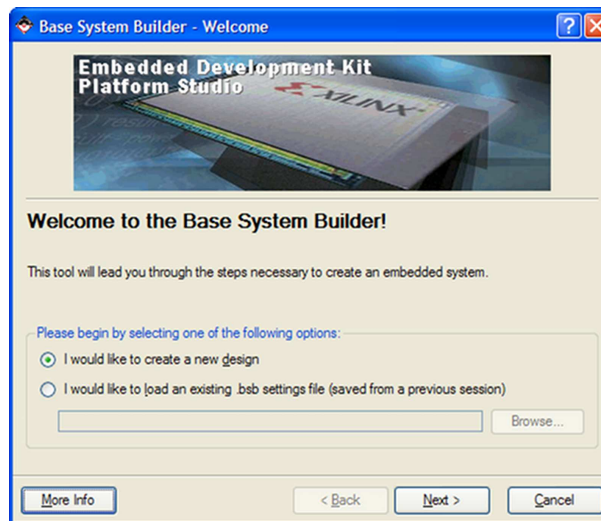 Base System Builder - Welcome
Embedded Development Kit
Platform Studio
XILINX
Welcome to the Base System Builder!
This tool will lead you through the steps necessary to create an embedded system.
Please begin by selecting one of the following options:
I would like to create a new design
I would like to load an existing .bsb settings file (saved from a previous session)
Browse...
More Info
< Back
Next >
Cancel